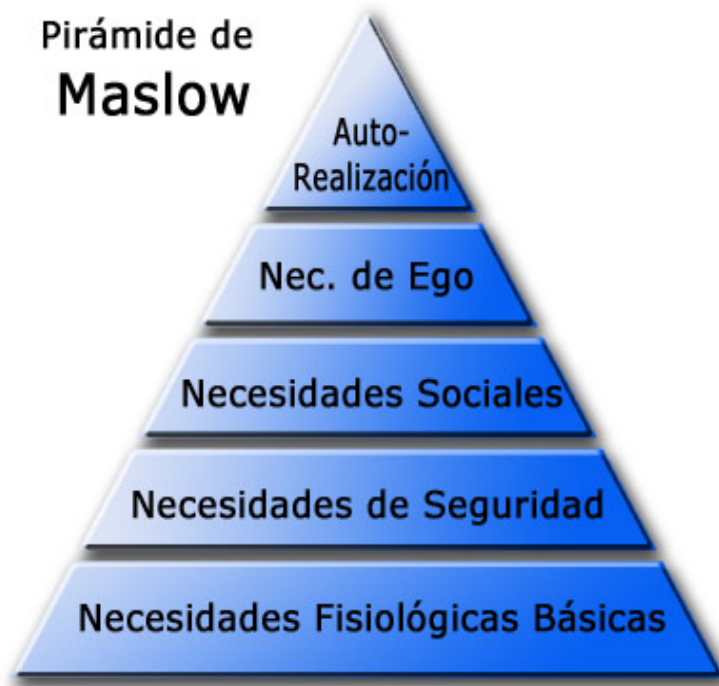 Pirámide de
Maslow
Auto-
Realización
Nec. de Ego
Necesidades Sociales
Necesidades de Seguridad
Necesidades Fisiológicas Básicas